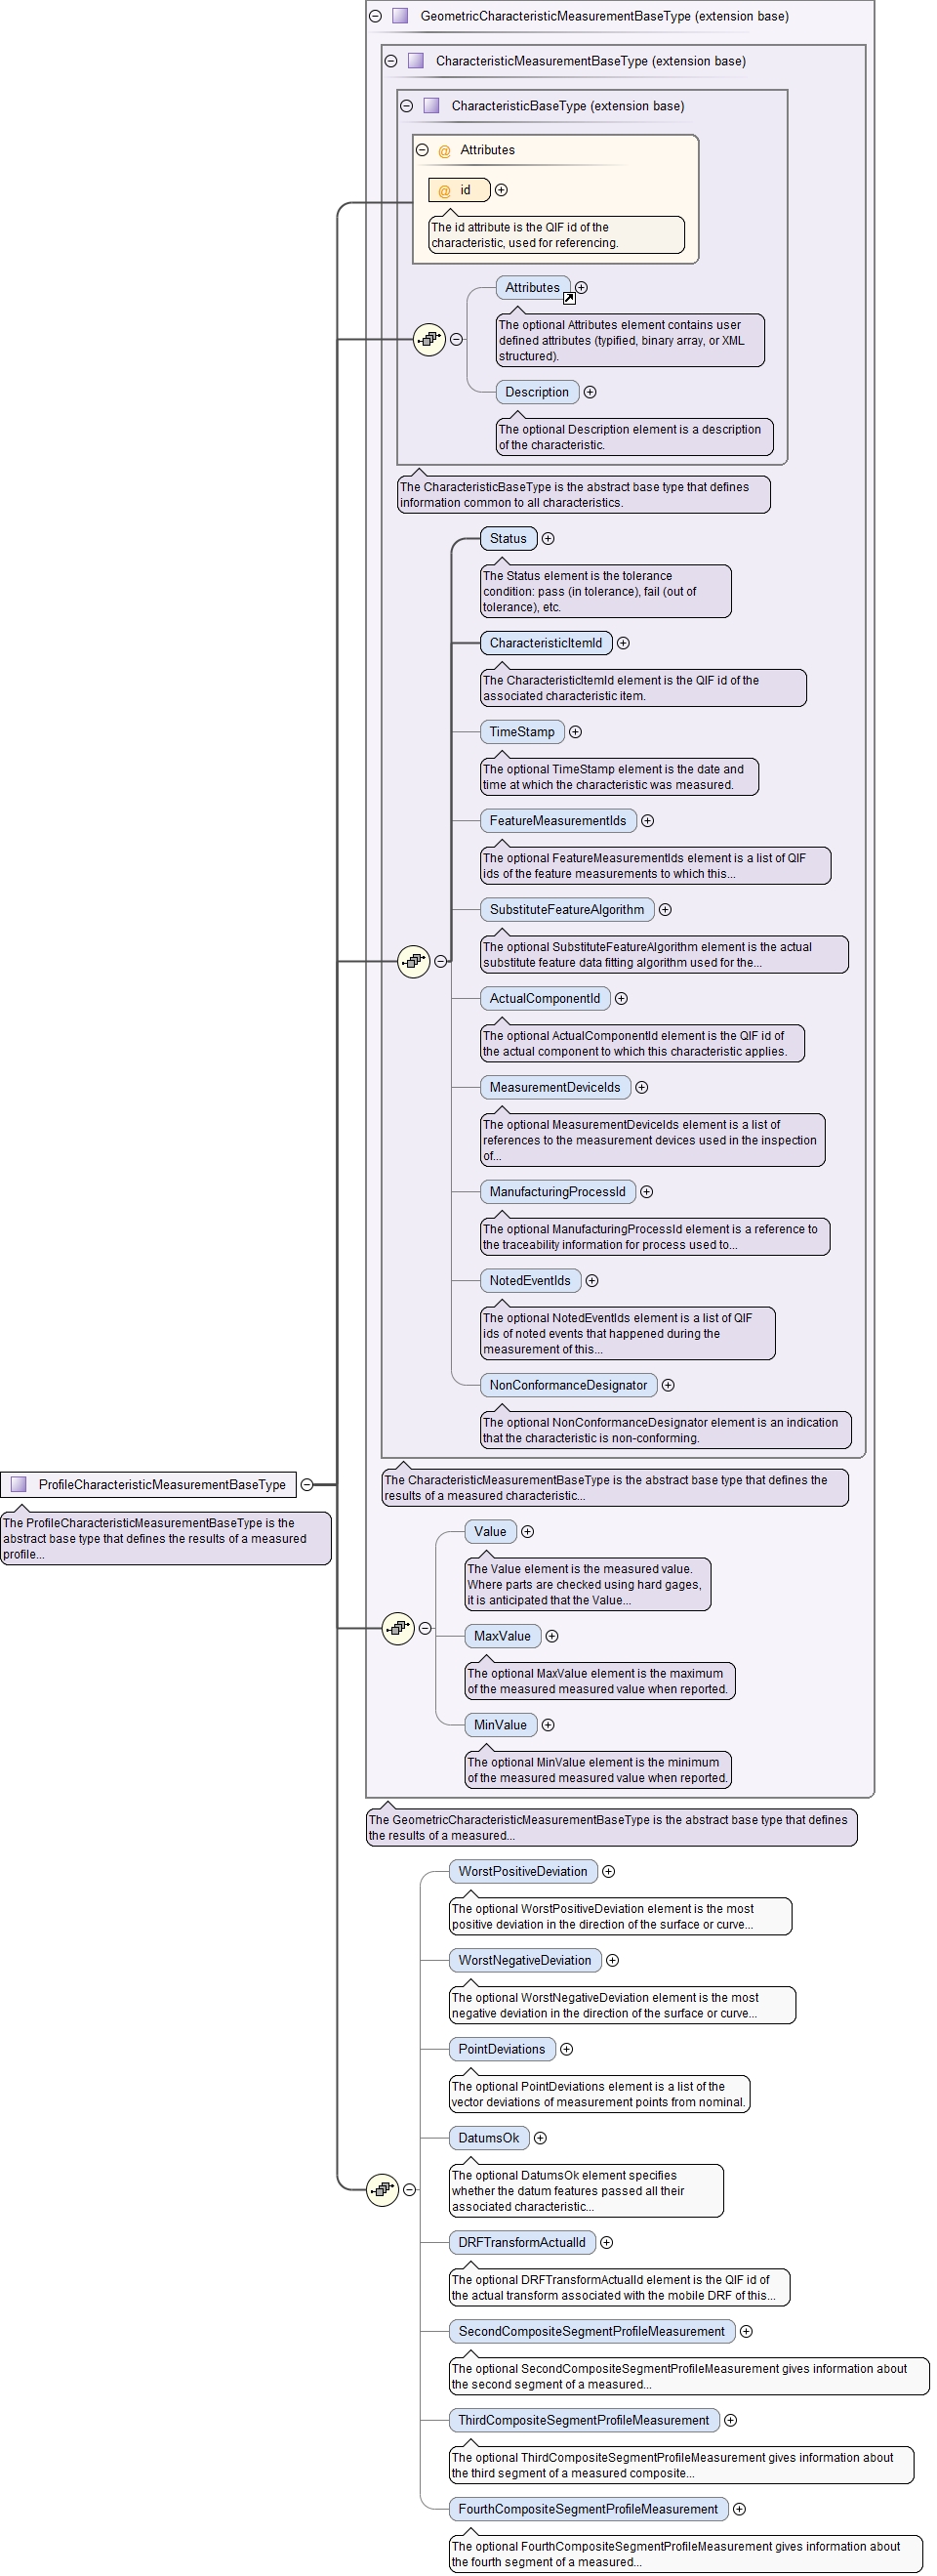 GeometricCharacteristicMeasurementBaseType (extension base)
CharacteristicMeasurementBaseType (extension base)
CharacteristicBaseType (extension base)
@ Attributes
@ id
The id attribute is the QIF id of the
characteristic, used for referencing.
Attributes
The optional Attributes element contains user
defined attributes (typified, binary array, or XML
structured).
Description
The optional Description element is a description
of the characteristic.
The CharacteristicBaseType is the abstract base type that defines
information common to all characteristics.
Status
The Status element is the tolerance
condition: pass (in tolerance), fail (out of
tolerance), etc.
CharacteristicItemId
The CharacteristicItemId element is the QIF id of the
associated characteristic item.
TimeStamp
The optional TimeStamp element is the date and
time at which the characteristic was measured.
FeatureMeasurementIds
The optional FeatureMeasurementIds element is a list of QIF
ids of the feature measurements to which this...
SubstituteFeatureAlgorithm
The optional SubstituteFeatureAlgorithm element is the actual
substitute feature data fitting algorithm used for the...
ActualComponentId
The optional ActualComponentId element is the QIF id of
the actual component to which this characteristic applies.
MeasurementDeviceIds
The optional MeasurementDeviceIds element is a list of
references to the measurement devices used in the inspection
of...
ManufacturingProcessId
The optional ManufacturingProcessId element is a reference to
the traceability information for process used to...
NotedEventIds
The optional NotedEventIds element is a list of QIF
ids of noted events that happened during the
measurement of this...
NonConformanceDesignator
The optional NonConformanceDesignator element is an indication
that the characteristic is non-conforming.
The CharacteristicMeasurementBaseType is the abstract base type that defines the
results of a measured characteristic...
ProfileCharacteristicMeasurementBaseType
The ProfileCharacteristicMeasurementBaseType is the
abstract base type that defines the results of a measured
profile...
Value
The Value element is the measured value.
Where parts are checked using hard gages,
it is anticipated that the Value...
MaxValue
The optional MaxValue element is the maximum
of the measured measured value when reported.
MinValue
The optional MinValue element is the minimum
of the measured measured value when reported.
The GeometricCharacteristicMeasurementBaseType is the abstract base type that defines
the results of a measured...
WorstPositiveDeviation
The optional WorstPositiveDeviation element is the most
positive deviation in the direction of the surface or curve...
WorstNegativeDeviation
The optional WorstNegativeDeviation element is the most
negative deviation in the direction of the surface or curve...
PointDeviations
The optional PointDeviations element is a list of the
vector deviations of measurement points from nominal.
DatumsOk
The optional DatumsOk element specifies
whether the datum features passed all their
associated characteristic...
DRFTransformActualId
The optional DRFTransformActualId element is the QIF id of
the actual transform associated with the mobile DRF of this...
SecondCompositeSegmentProfileMeasurement
The optional SecondCompositeSegmentProfileMeasurement gives information about
the second segment of a measured...
ThirdCompositeSegmentProfileMeasurement
The optional ThirdCompositeSegmentProfileMeasurement gives information about
the third segment of a measured composite...
FourthCompositeSegmentProfileMeasurement
The optional FourthCompositeSegmentProfileMeasurement gives information about
the fourth segment of a measured...